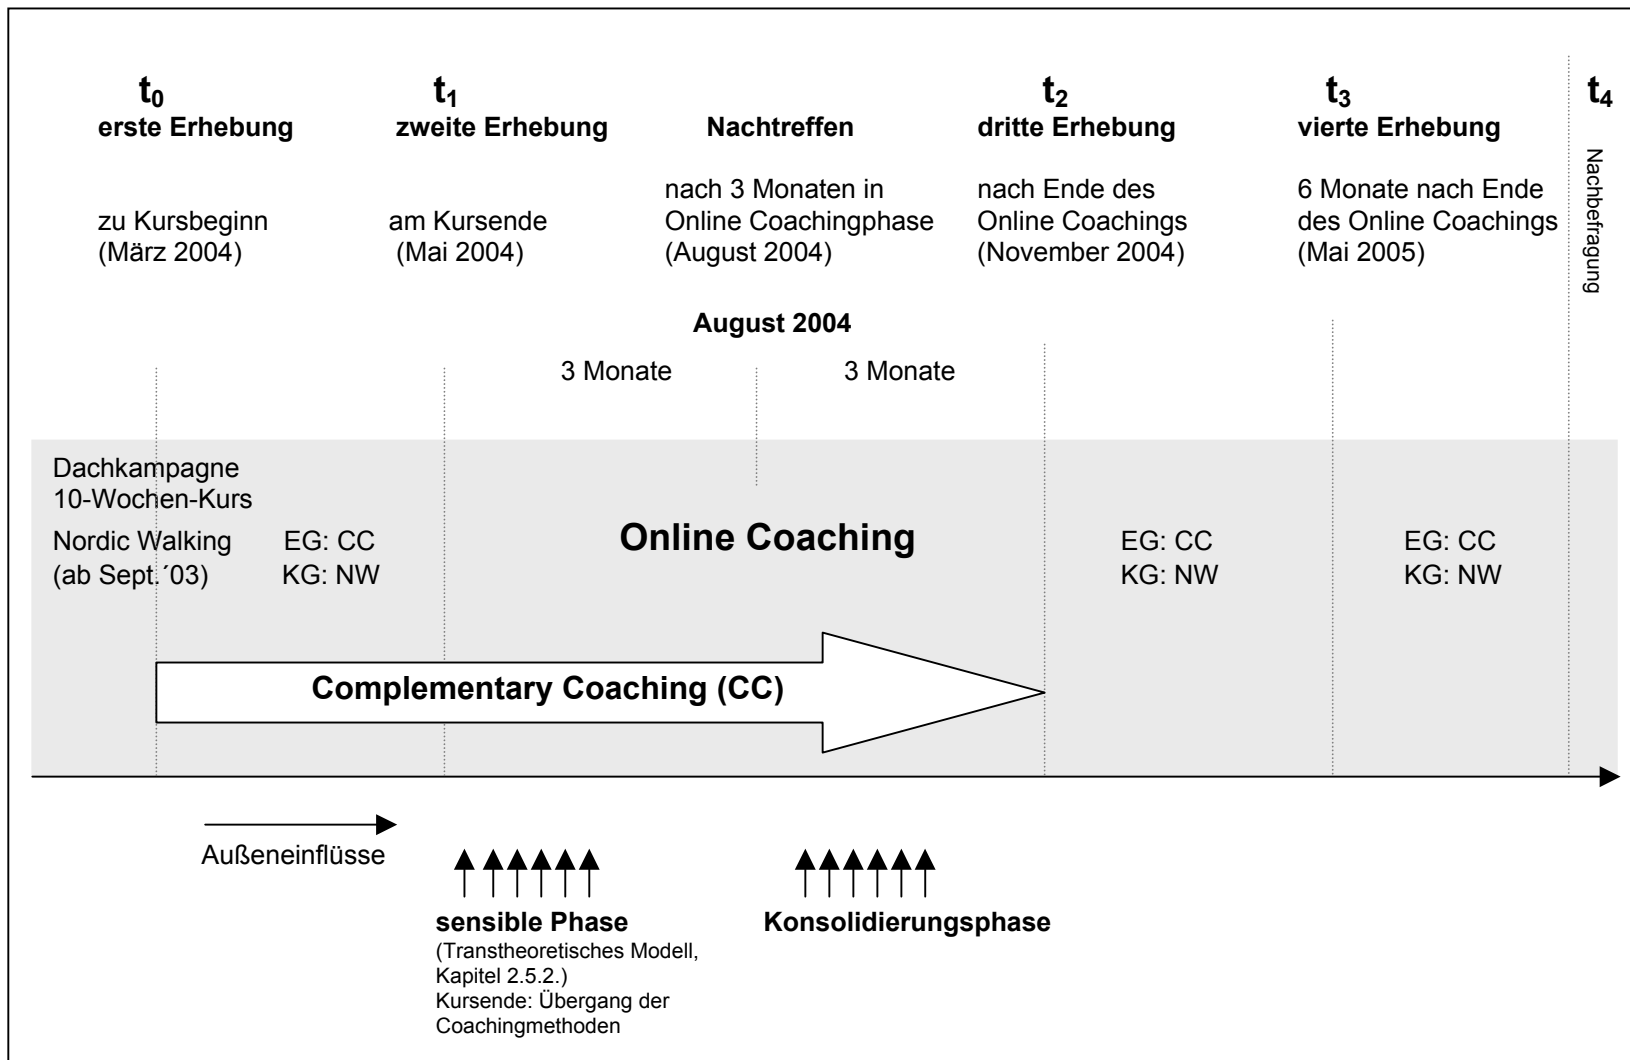 t0
erste Erhebung
zu Kursbeginn
(März 2004)
t1
zweite Erhebung
am Kursende
(Mai 2004)
Nachtreffen
nach 3 Monaten in
Online Coachingphase
(August 2004)
t2
dritte Erhebung
nach Ende des
Online Coachings
(November 2004)
t3
vierte Erhebung
6 Monate nach Ende
des Online Coachings
(Mai 2005)
t4
Nachbefragung
August 2004
3 Monate
3 Monate
Dachkampagne
10-Wochen-Kurs
Nordic Walking
(ab Sept.´03)
EG: CC
KG: NW
Online Coaching
EG: CC
KG: NW
EG: CC
KG: NW
Complementary Coaching (CC)
Außeneinflüsse
sensible Phase
(Transtheoretisches Modell,
Kapitel 2.5.2.)
Kursende: Übergang der
Coachingmethoden
Konsolidierungsphase